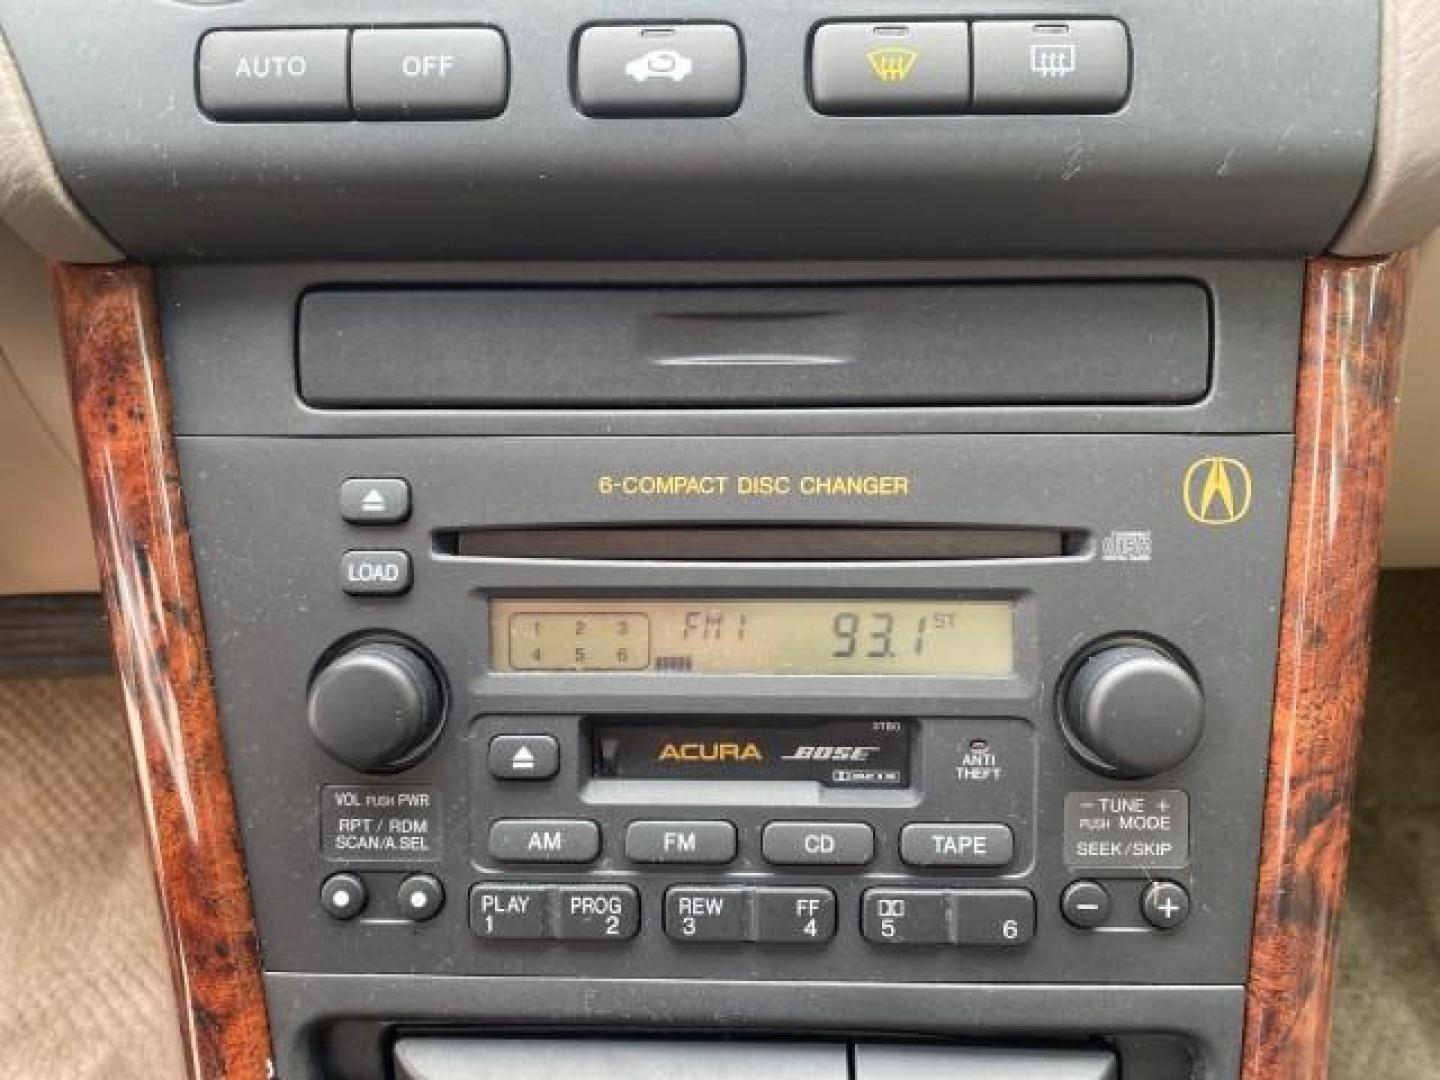 AUTO OFF
6-COMPACT DISC CHANGER
LOAD
DISC
1 2 3 FM1 93.1 ST
4 5 6
ACURA BOSE
ANTI
THEFT
VOL PUSH PWR
RPT / RDM
SCAN/A.SEL
- TUNE +
PUSH MODE
SEEK/SKIP
AM FM CD TAPE
PLAY PROG REW FF
1 2 3 4 5 6
- +